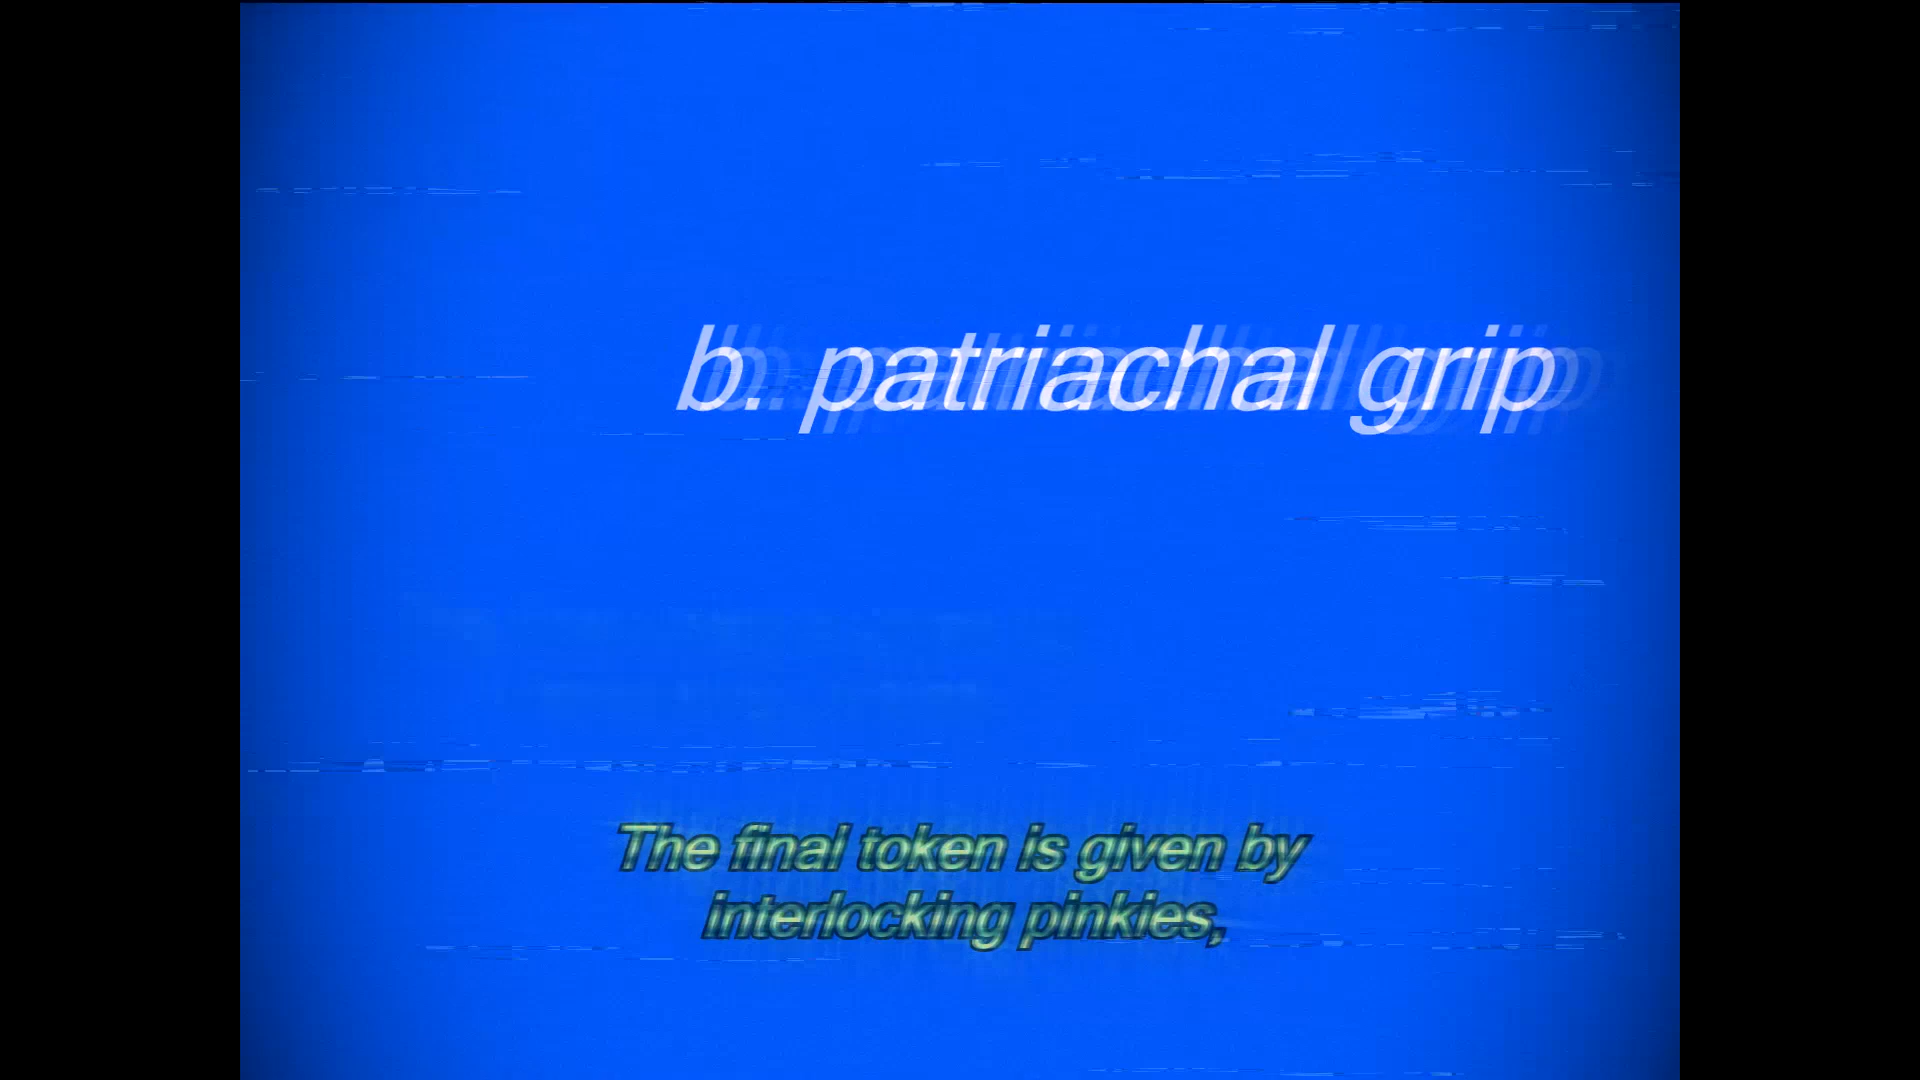 b. patriachal grip
The final token is given by
interlocking pinkies,